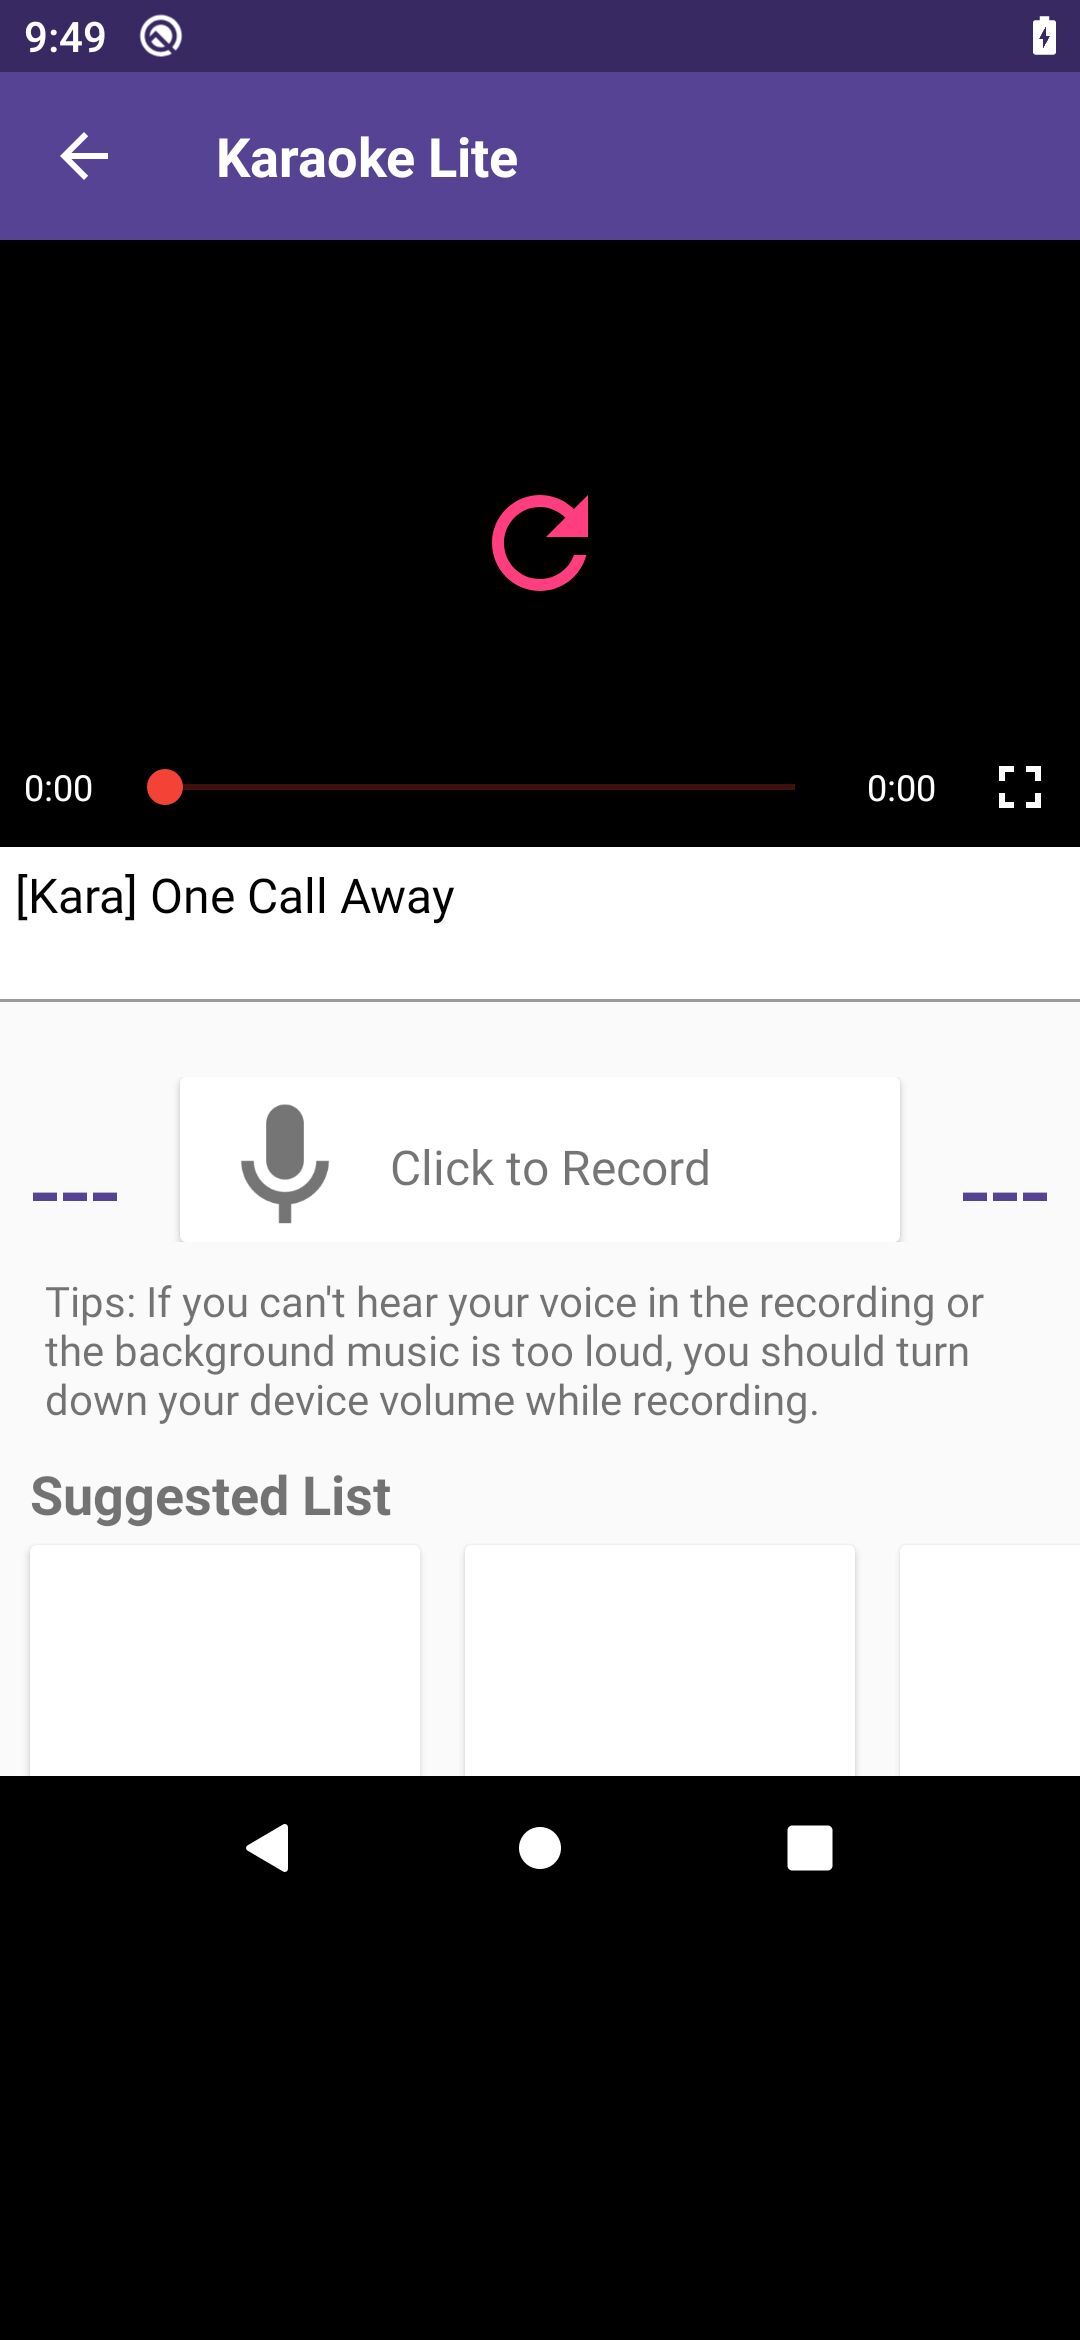 9:49
Karaoke Lite
0:00
0:00
[Kara] One Call Away
---
Click to Record
---
Tips: If you can't hear your voice in the recording or
the background music is too loud, you should turn
down your device volume while recording.
Suggested List